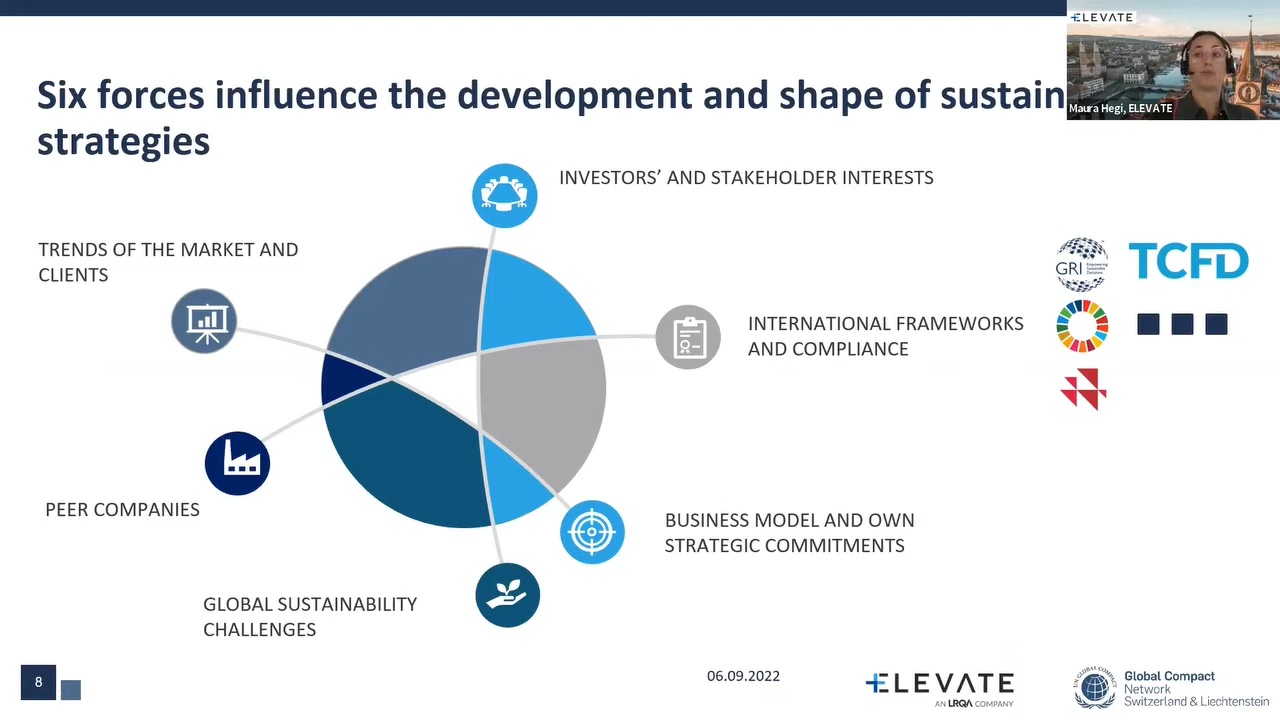 ELEVATE
Maura Hegi, ELEVATE
Six forces influence the development and shape of sustain
strategies
INVESTORS’ AND STAKEHOLDER INTERESTS
TRENDS OF THE MARKET AND
CLIENTS
INTERNATIONAL FRAMEWORKS
AND COMPLIANCE
GRI
TCFD
PEER COMPANIES
BUSINESS MODEL AND OWN
STRATEGIC COMMITMENTS
GLOBAL SUSTAINABILITY
CHALLENGES
8
06.09.2022
ELEVATE
AN LRQA COMPANY
Global Compact
Network
Switzerland & Liechtenstein